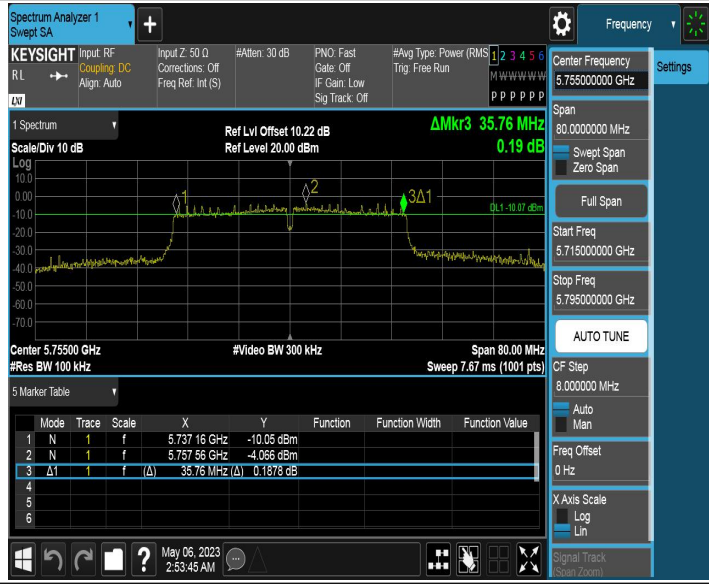 Spectrum Analyzer 1
Swept SA
Frequency
KEYSIGHT
RL
LXI
Input: RF
Coupling: DC
Align: Auto
Input Z: 50 Ω
Corrections: Off
Freq Ref: Int (S)
#Atten: 30 dB
PNO: Fast
Gate: Off
IF Gain: Low
Sig Track: Off
#Avg Type: Power (RMS
Trig: Free Run
1 2 3 4 5 6
M W W W W W
P P P P P P
1 Spectrum
Scale/Div 10 dB
Ref Lvl Offset 10.22 dB
Ref Level 20.00 dBm
ΔMkr3 35.76 MHz
0.19 dB
Log
10.0
0.00
-10.0
-20.0
-30.0
-40.0
-50.0
-60.0
-70.0
1
2
3Δ1
DL1 -10.07 dBm
Center 5.75500 GHz
#Res BW 100 kHz
#Video BW 300 kHz
Span 80.00 MHz
Sweep 7.67 ms (1001 pts)
5 Marker Table
Mode Trace Scale X Y Function Function Width Function Value
1 N 1 f 5.737 16 GHz -10.05 dBm
2 N 1 f 5.757 56 GHz -4.066 dBm
3 Δ1 1 f (Δ) 35.76 MHz (Δ) 0.1878 dB
4
5
6
May 06, 2023
2:53:45 AM
?
Center Frequency
5.755000000 GHz
Settings
Span
80.0000000 MHz
Swept Span
Zero Span
Full Span
Start Freq
5.715000000 GHz
Stop Freq
5.795000000 GHz
AUTO TUNE
CF Step
8.000000 MHz
Auto
Man
Freq Offset
0 Hz
X Axis Scale
Log
Lin
Signal Track
(Span Zoom)